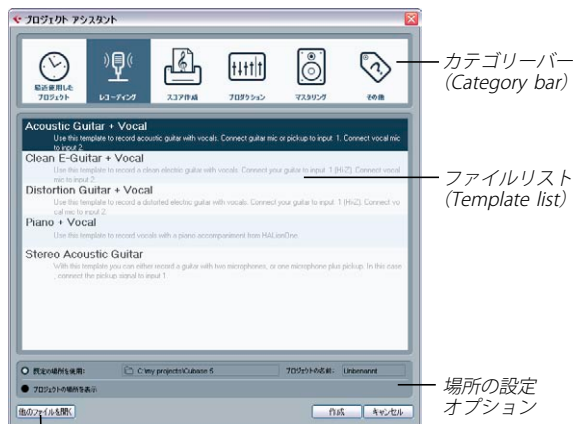 プロジェクト アシスタント
最近使用した
プロジェクト
レコーディング
スコア作成
プロダクション
マスタリング
その他
カテゴリーバー
(Category bar)
Acoustic Guitar + Vocal
Use this template to record acoustic guitar with vocals. Connect guitar mic or pickup to input 1. Connect vocal mic
to input 2.
Clean E-Guitar + Vocal
Use this template to record a clean electric guitar with vocals. Connect your guitar to input 1 (Hi-Z). Connect vocal
mic to input 2.
Distortion Guitar + Vocal
Use this template to record a distorted electric guitar with vocals. Connect your guitar to input 1 (Hi-Z). Connect vo
cal mic to input 2.
Piano + Vocal
Use this template to record vocals with a piano accompaniment from HALionOne.
Stereo Acoustic Guitar
With this template you can either record a guitar with two microphones, or one microphone plus pickup. In this case
, connect the pickup signal to input 1.
ファイルリスト
(Template list)
既定の場所を使用:
C:\my projects\Cubase 5
プロジェクトの名前:
Unbenannt
プロジェクトの場所を表示
場所の設定
オプション
他のファイルを開く
作成
キャンセル